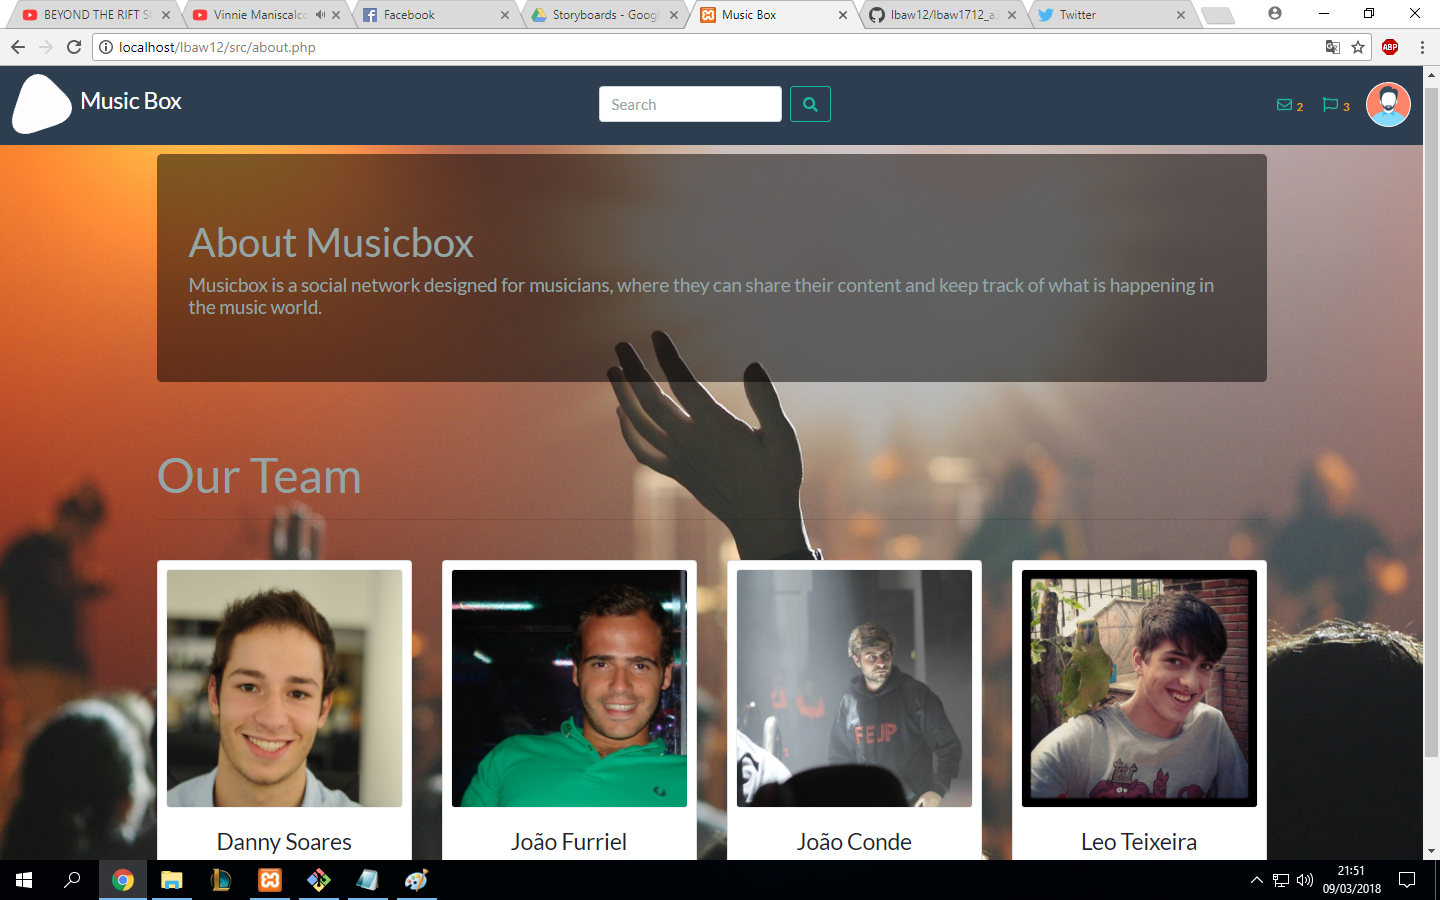 BEYOND THE RIFT S
Vinnie Maniscalc
Facebook
Storyboards - Goog
Music Box
lbaw12/lbaw1712_a
Twitter
localhost/lbaw12/src/about.php
ABP
Music Box
Search
2
3
About Musicbox
Musicbox is a social network designed for musicians, where they can share their content and keep track of what is happening in
the music world.
Our Team
FEJP
Danny Soares
João Furriel
João Conde
Leo Teixeira
21:51
09/03/2018